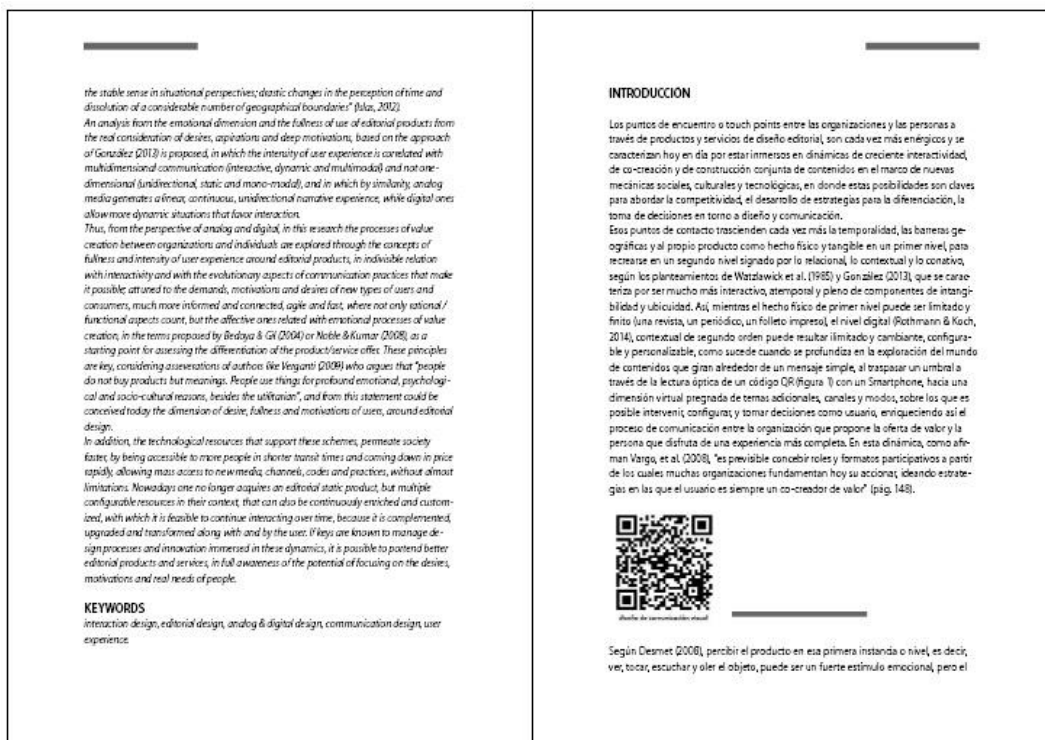 the stable sense in situational perspectives; drastic changes in the perception of time and
dissolution of a considerable number of geographical boundaries" (Islas, 2012).
An analysis from the emotional dimension and the fullness of use of editorial products from
the real consideration of desires, aspirations and deep motivations, based on the approach
of González (2013) is proposed, in which the intensity of user experience is correlated with
multidimensional communication (interactive, dynamic and multimodal) and not one-
dimensional (unidirectional, static and mono-modal), and in which by similarity, analog
media generates a linear, continuous, unidirectional narrative experience, while digital ones
allow more dynamic situations that favor interaction.
Thus, from the perspective of analog and digital, in this research the processes of value
creation between organizations and individuals are explored through the concepts of
fullness and intensity of user experience around editorial products, in indivisible relation
with interactivity and with the evolutionary aspects of communication practices that make
it possible; attuned to the demands, motivations and desires of new types of users and
consumers, much more informed and connected, agile and fast, where not only rational /
functional aspects count, but the affective ones related with emotional processes of value
creation, in the terms proposed by Bedoya & Gil (2004) or Noble & Kumar (2008), as a
starting point for assessing the differentiation of the product/service offer. These principles
are key, considering asseverations of authors like Verganti (2009) who argues that "people
do not buy products but meanings. People use things for profound emotional, psychologi-
cal and socio-cultural reasons, besides the utilitarian", and from this statement could be
conceived today the dimension of desire, fullness and motivations of users, around editorial
design.
In addition, the technological resources that support these schemes, permeate society
faster, by being accessible to more people in shorter transit times and coming down in price
rapidly, allowing mass access to new media, channels, codes and practices, without almost
limitations. Nowadays one no longer acquires an editorial static product, but multiple
configurable resources in their context, that can also be continuously enriched and custom-
ized, with which it is feasible to continue interacting over time, because it is complemented,
upgraded and transformed along with and by the user. If keys are known to manage de-
sign processes and innovation immersed in these dynamics, it is possible to portend better
editorial products and services, in full awareness of the potential of focusing on the desires,
motivations and real needs of people.
KEYWORDS
interaction design, editorial design, analog & digital design, communication design, user
experience.
INTRODUCCIÓN
Los puntos de encuentro o touch points entre las organizaciones y las personas a
través de productos y servicios de diseño editorial, son cada vez más enérgicos y se
caracterizan hoy en día por estar inmersos en dinámicas de creciente interactividad,
de co-creación y de construcción conjunta de contenidos en el marco de nuevas
mecánicas sociales, culturales y tecnológicas, en donde estas posibilidades son claves
para abordar la competitividad, el desarrollo de estrategias para la diferenciación, la
toma de decisiones en torno a diseño y comunicación.
Esos puntos de contacto trascienden cada vez más la temporalidad, las barreras ge-
ográficas y al propio producto como hecho físico y tangible en un primer nivel, para
recrearse en un segundo nivel signado por lo relacional, lo contextual y lo conativo,
según los planteamientos de Watzlawick et al. (1985) y González (2013), que se carac-
teriza por ser mucho más interactivo, atemporal y pleno de componentes de intangi-
bilidad y ubicuidad. Así, mientras el hecho físico de primer nivel puede ser limitado y
finito (una revista, un periódico, un folleto impreso), el nivel digital (Rothmann & Koch,
2014), contextual de segundo orden puede resultar ilimitado y cambiante, configura-
ble y personalizable, como sucede cuando se profundiza en la exploración del mundo
de contenidos que giran alrededor de un mensaje simple, al traspasar un umbral a
través de la lectura óptica de un código QR (figura 1) con un Smartphone, hacia una
dimensión virtual pregnada de temas adicionales, canales y modos, sobre los que es
posible intervenir, configurar, y tomar decisiones como usuario, enriqueciendo así el
proceso de comunicación entre la organización que propone la oferta de valor y la
persona que disfruta de una experiencia más completa. En esta dinámica, como afir-
man Vargo, et al. (2008), "es previsible concebir roles y formatos participativos a partir
de los cuales muchas organizaciones fundamentan hoy su accionar, ideando estrate-
gias en las que el usuario es siempre un co-creador de valor" (pág. 148).
diseño de comunicación visual
Según Desmet (2008), percibir el producto en esa primera instancia o nivel, es decir,
ver, tocar, escuchar y oler el objeto, puede ser un fuerte estímulo emocional, pero el